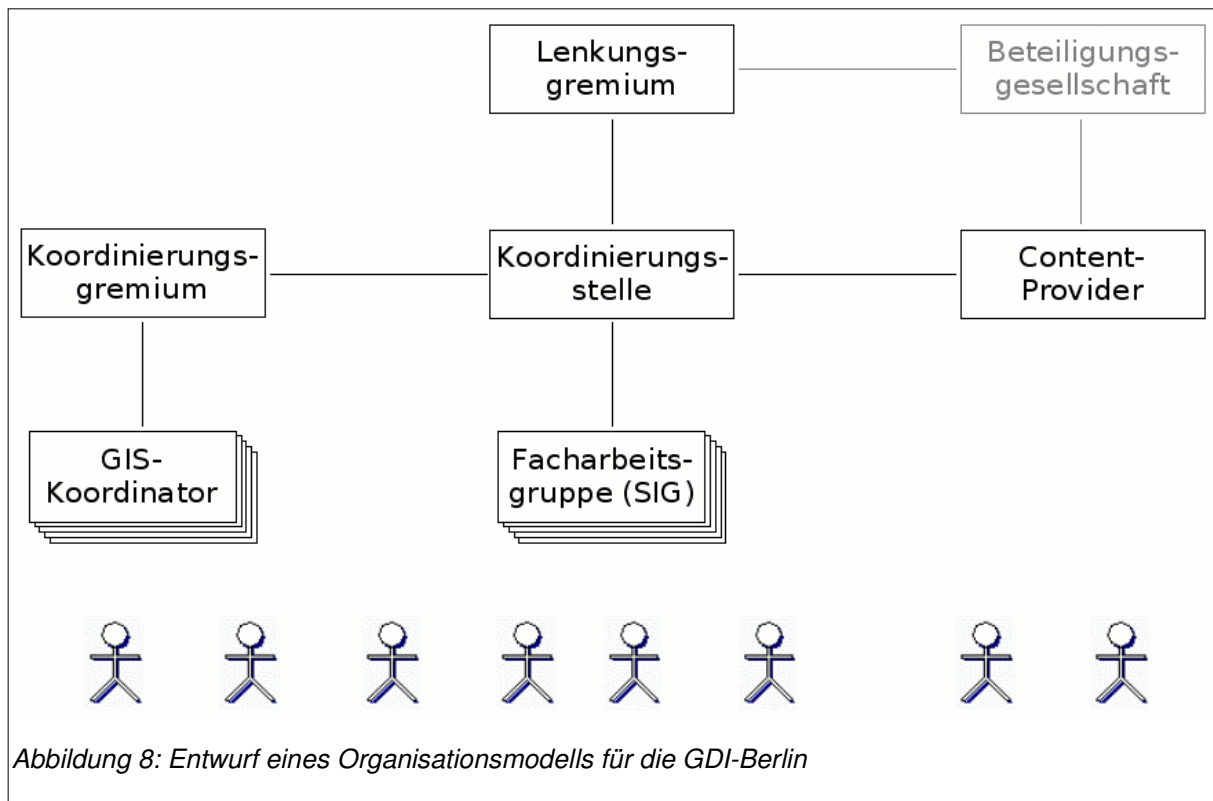 Lenkungs-
gremium
Beteiligungs-
gesellschaft
Koordinierungs-
gremium
Koordinierungs-
stelle
Content-
Provider
GIS-
Koordinator
Facharbeits-
gruppe (SIG)
Abbildung 8: Entwurf eines Organisationsmodells für die GDI-Berlin